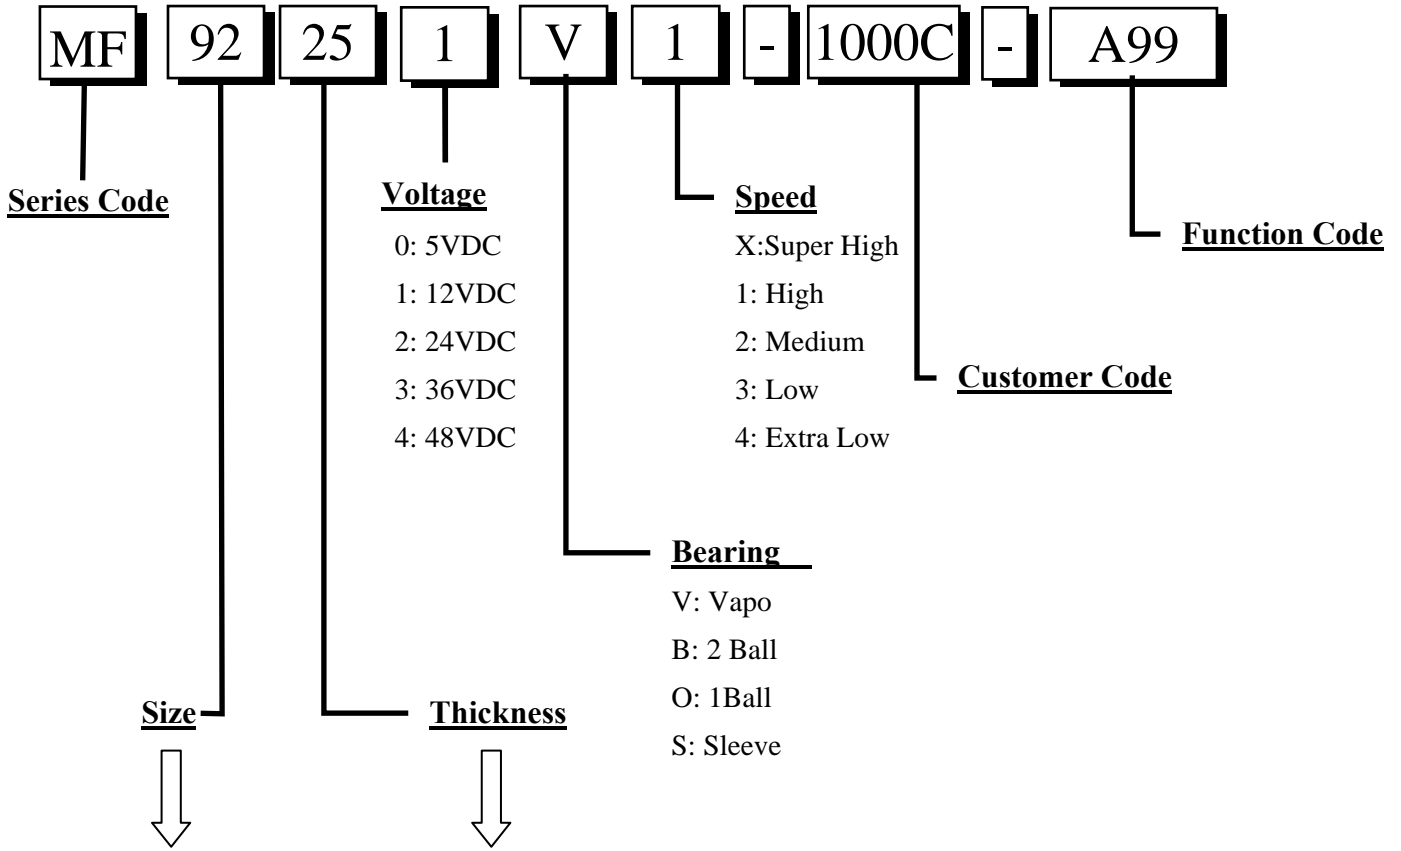 MF 92 25 1 V 1 - 1000C - A99
Series Code
Voltage
0: 5VDC
1: 12VDC
2: 24VDC
3: 36VDC
4: 48VDC
Speed
X:Super High
1: High
2: Medium
3: Low
4: Extra Low
Function Code
Customer Code
Bearing
V: Vapo
B: 2 Ball
O: 1Ball
S: Sleeve
Size
Thickness